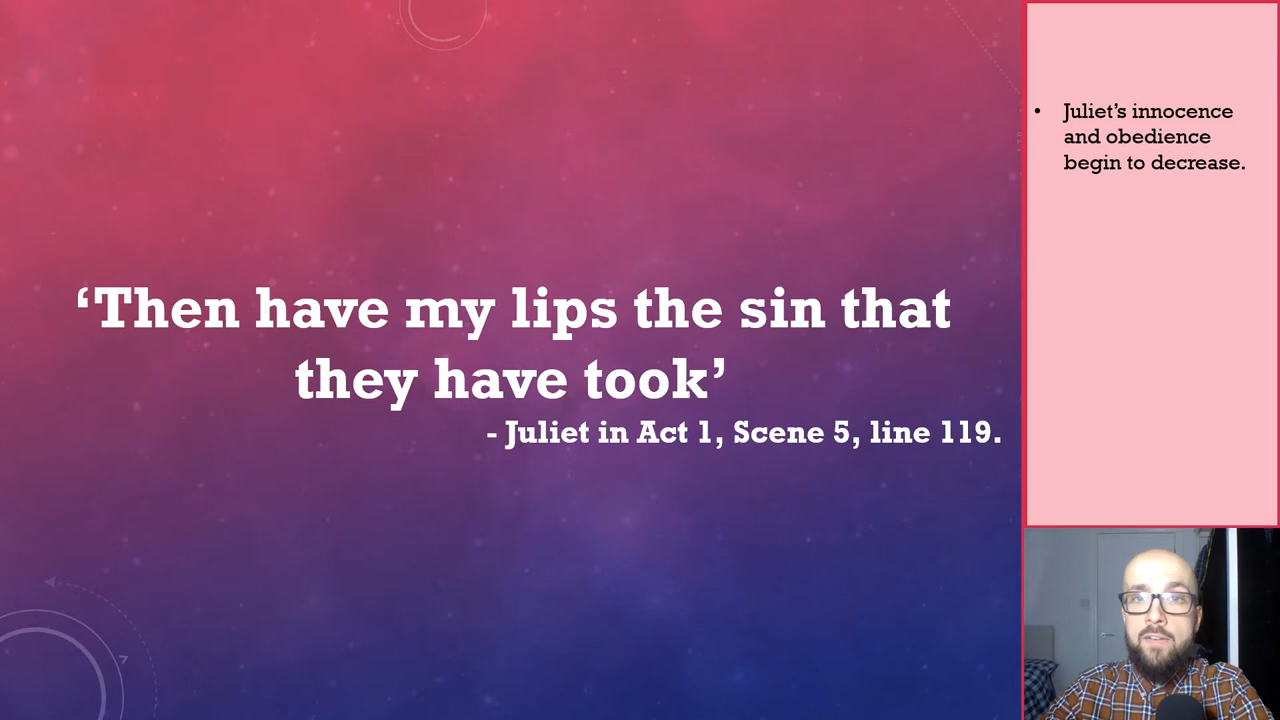 ‘Then have my lips the sin that
they have took’
- Juliet in Act 1, Scene 5, line 119.
• Juliet’s innocence
and obedience
begin to decrease.